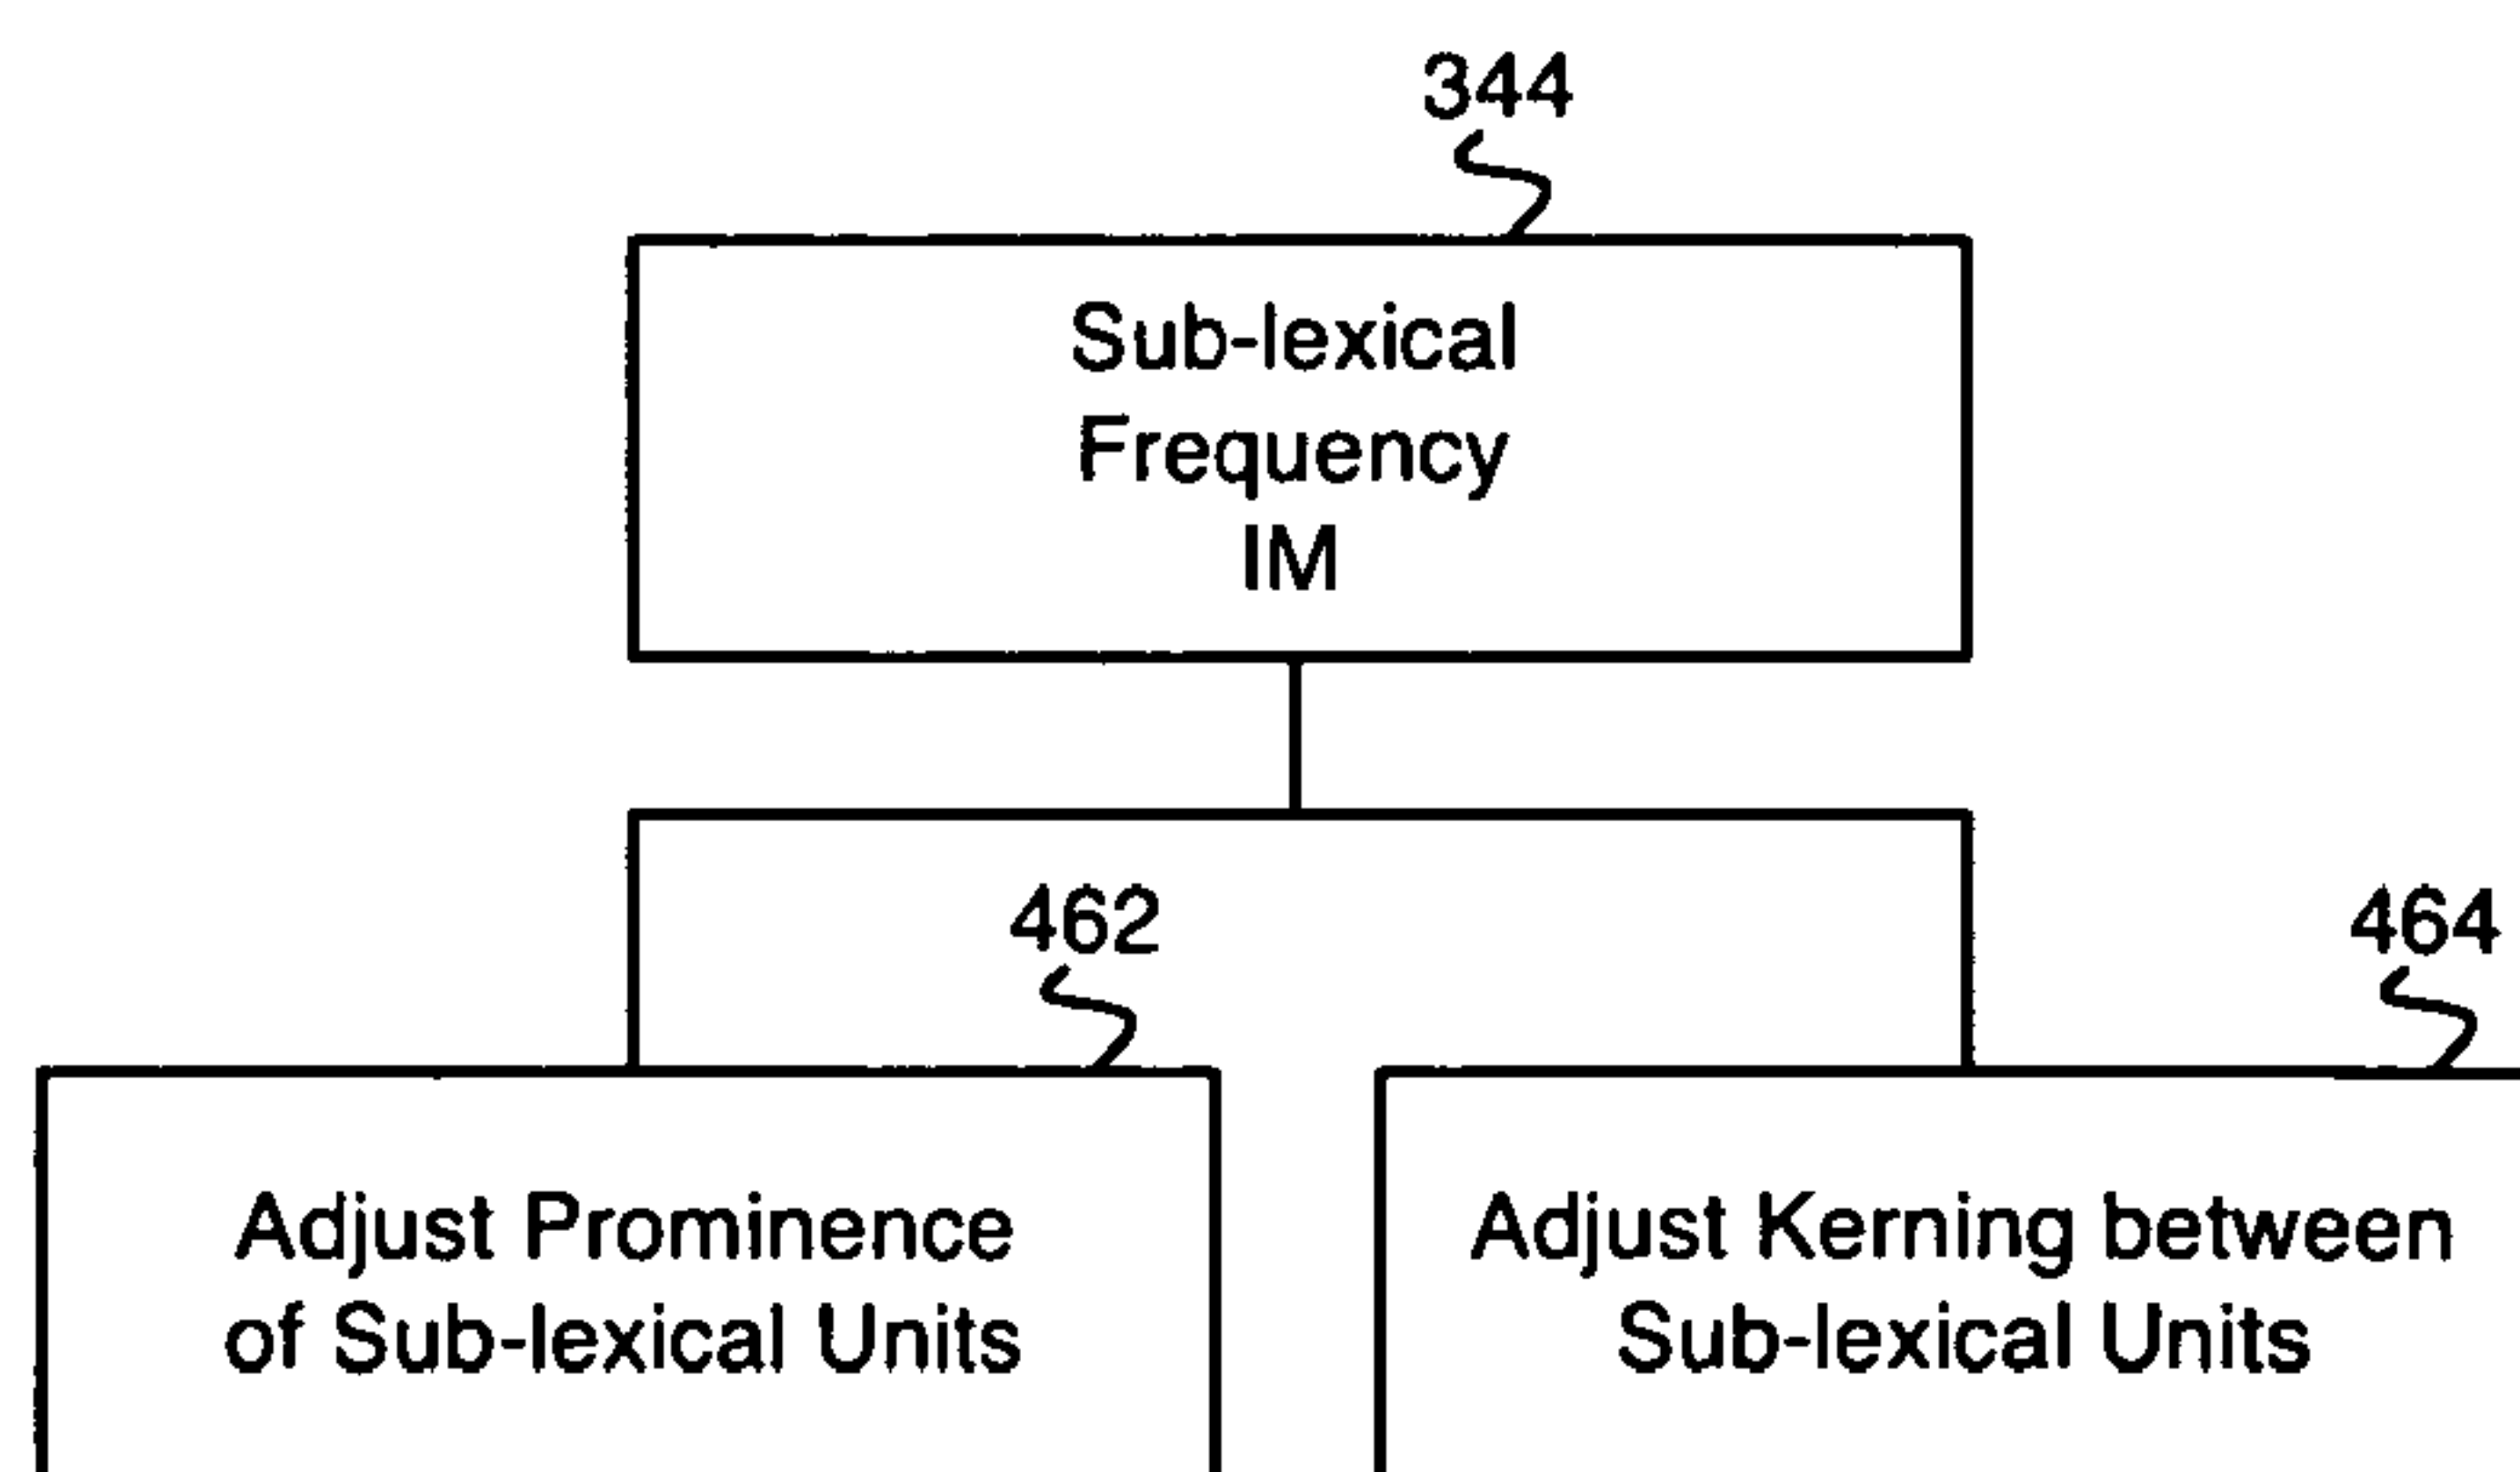 344
Sub-lexical
Frequency
IM
462
464
Adjust Prominence
of Sub-lexical Units
Adjust Kerning between
Sub-lexical Units